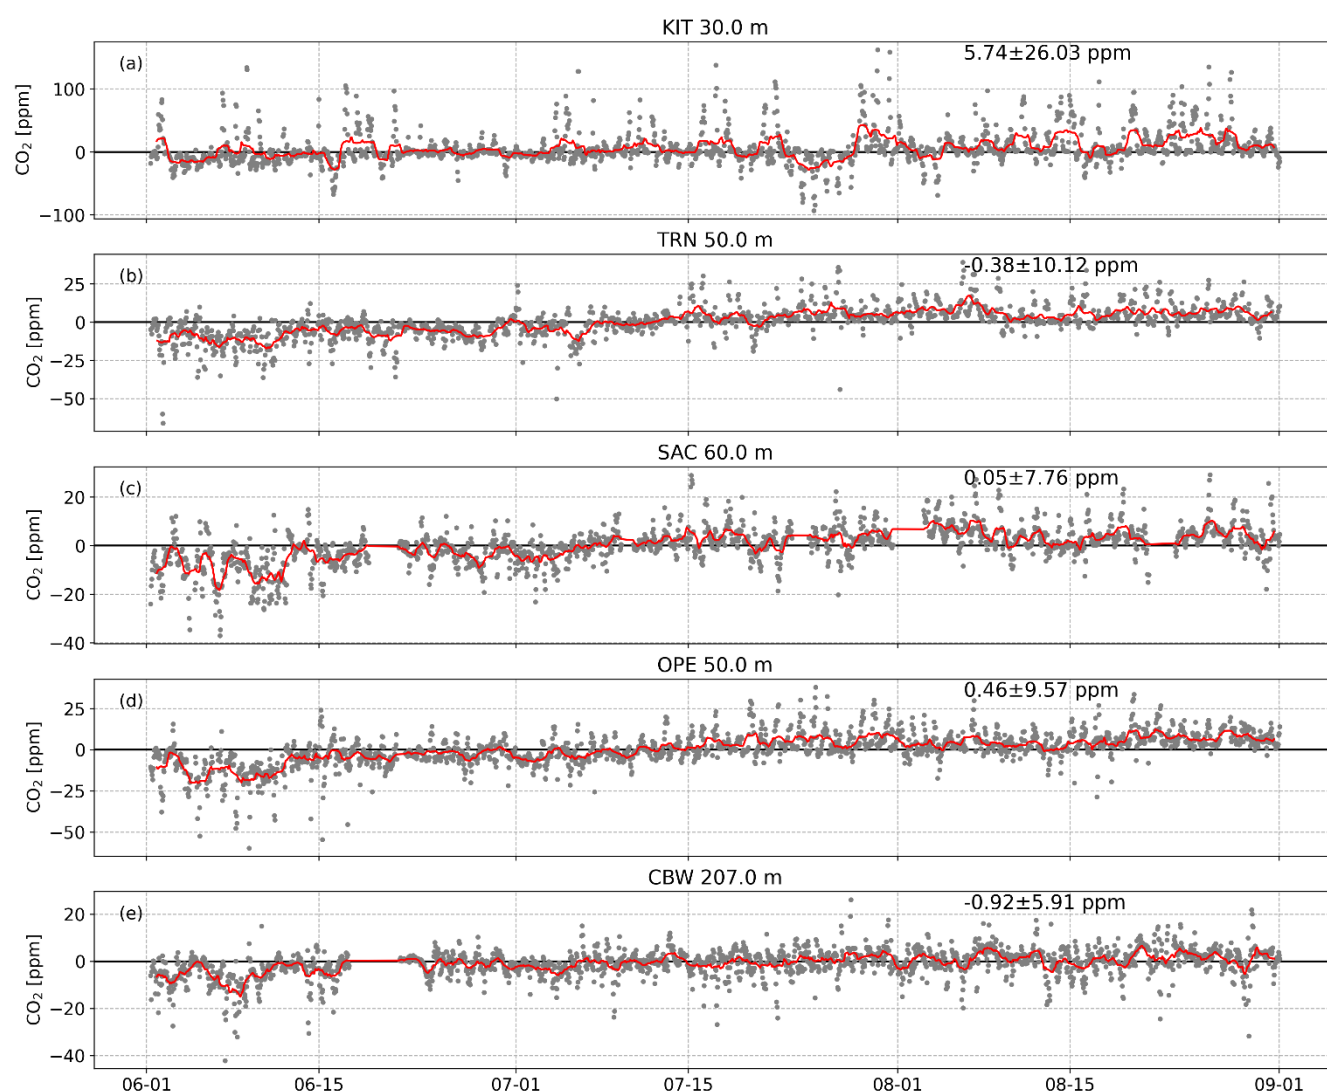 KIT 30.0 m
(a)
5.74±26.03 ppm
CO₂ [ppm]
100
0
−100
TRN 50.0 m
(b)
-0.38±10.12 ppm
CO₂ [ppm]
25
0
−25
−50
SAC 60.0 m
(c)
0.05±7.76 ppm
CO₂ [ppm]
20
0
−20
−40
OPE 50.0 m
(d)
0.46±9.57 ppm
CO₂ [ppm]
25
0
−25
−50
CBW 207.0 m
(e)
-0.92±5.91 ppm
CO₂ [ppm]
20
0
−20
−40
06-01 06-15 07-01 07-15 08-01 08-15 09-01